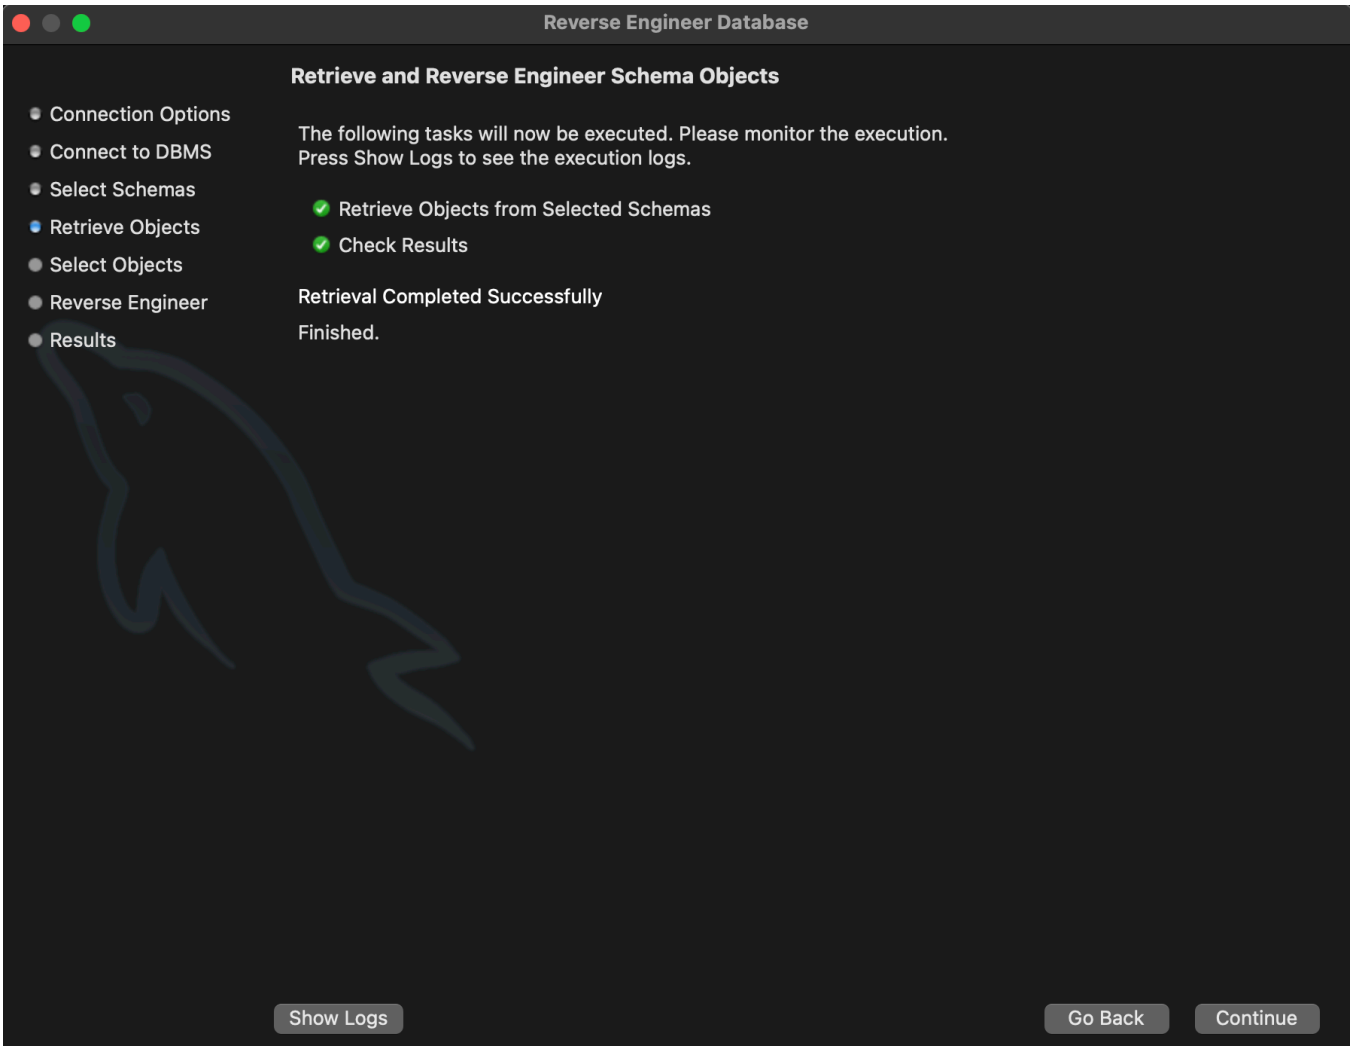 Reverse Engineer Database
Retrieve and Reverse Engineer Schema Objects
Connection Options
Connect to DBMS
Select Schemas
Retrieve Objects
Select Objects
Reverse Engineer
Results
The following tasks will now be executed. Please monitor the execution.
Press Show Logs to see the execution logs.
Retrieve Objects from Selected Schemas
Check Results
Retrieval Completed Successfully
Finished.
Show Logs
Go Back
Continue